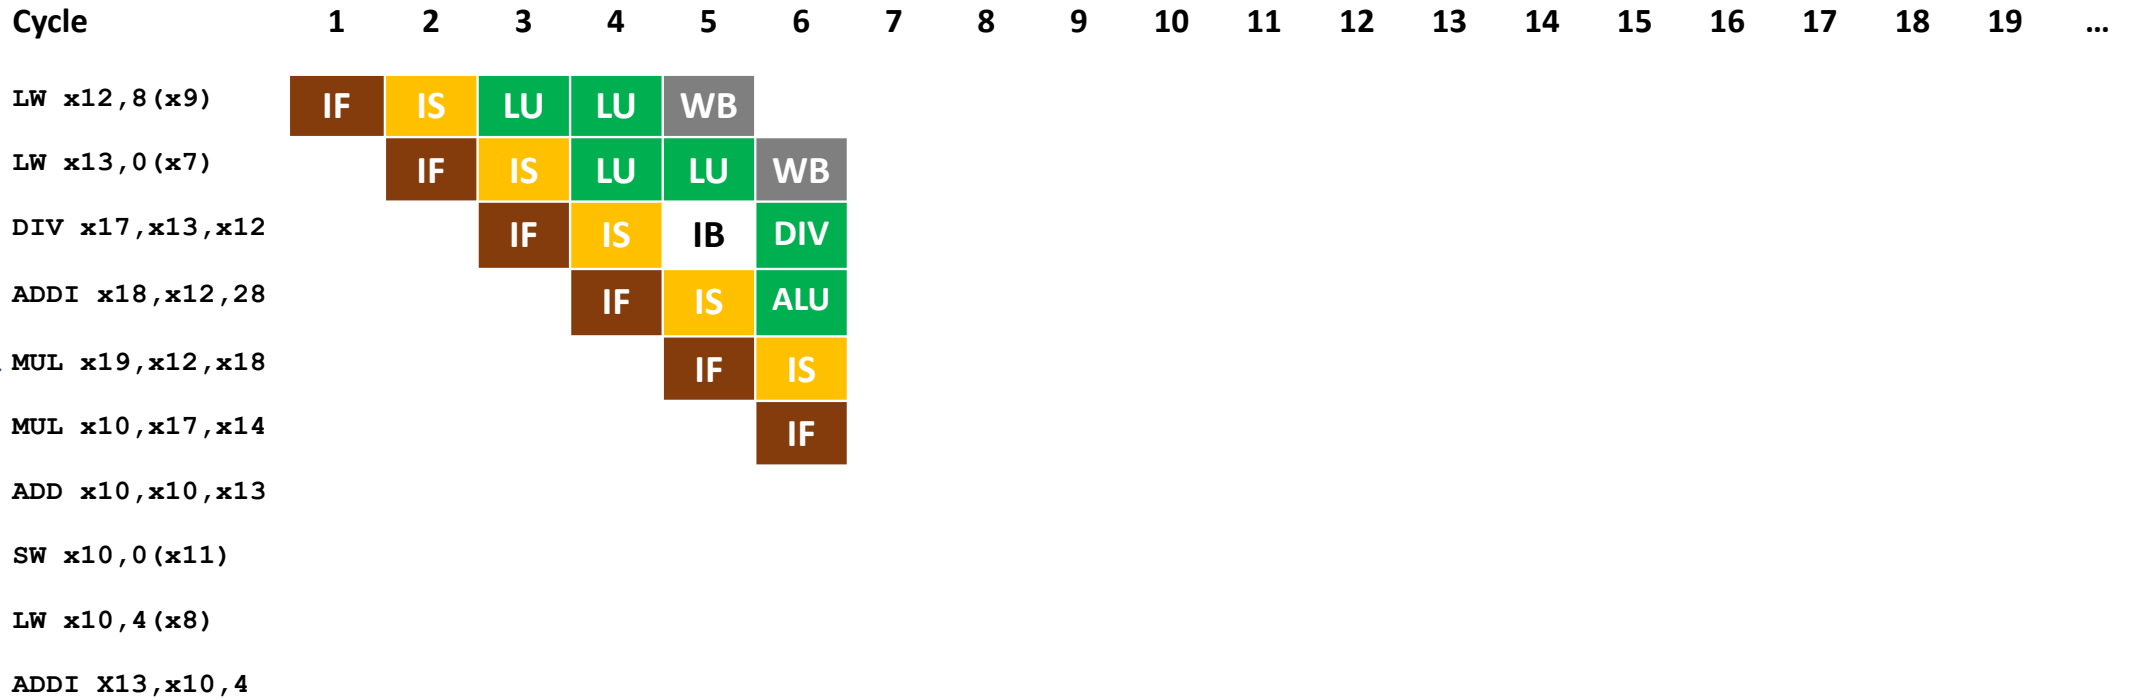 Cycle 1 2 3 4 5 6 7 8 9 10 11 12 13 14 15 16 17 18 19 ...
LW x12,8(x9) IF IS LU LU WB
LW x13,0(x7) IF IS LU LU WB
DIV x17,x13,x12 IF IS IB DIV
ADDI x18,x12,28 IF IS ALU
MUL x19,x12,x18 IF IS
MUL x10,x17,x14 IF
ADD x10,x10,x13
SW x10,0(x11)
LW x10,4(x8)
ADDI X13,x10,4